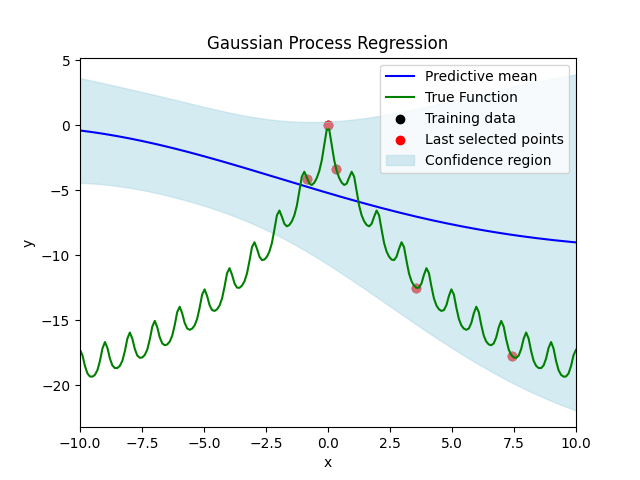 Gaussian Process Regression
Predictive mean
True Function
Training data
Last selected points
Confidence region
y
5
0
−5
−10
−15
−20
−10.0 −7.5 −5.0 −2.5 0.0 2.5 5.0 7.5 10.0
x